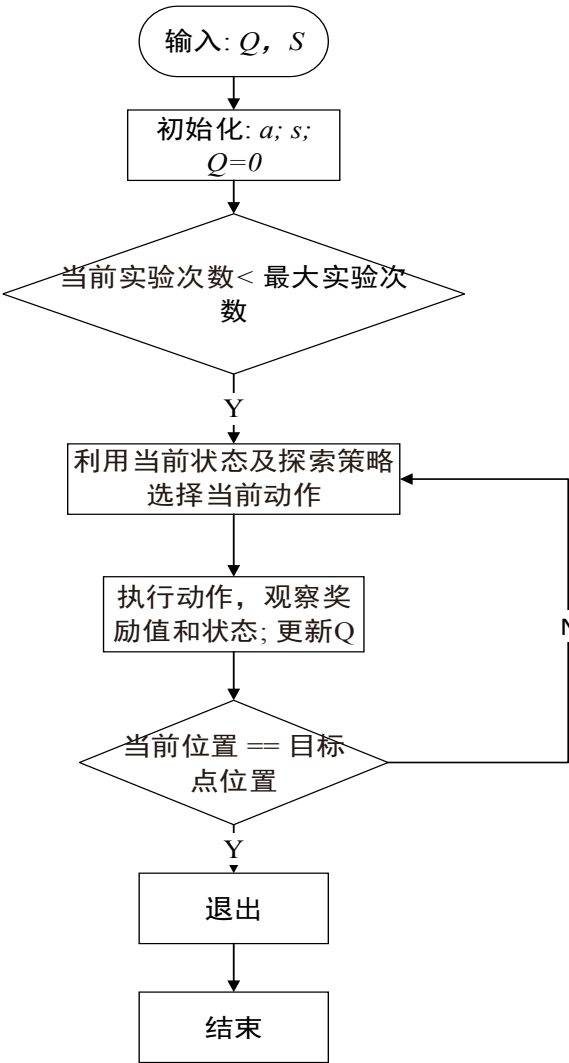 输入: Q，S
初始化: a; s;
Q=0
当前实验次数< 最大实验次
数
Y
利用当前状态及探索策略
选择当前动作
执行动作，观察奖
励值和状态; 更新Q
N
当前位置 == 目标
点位置
Y
退出
结束